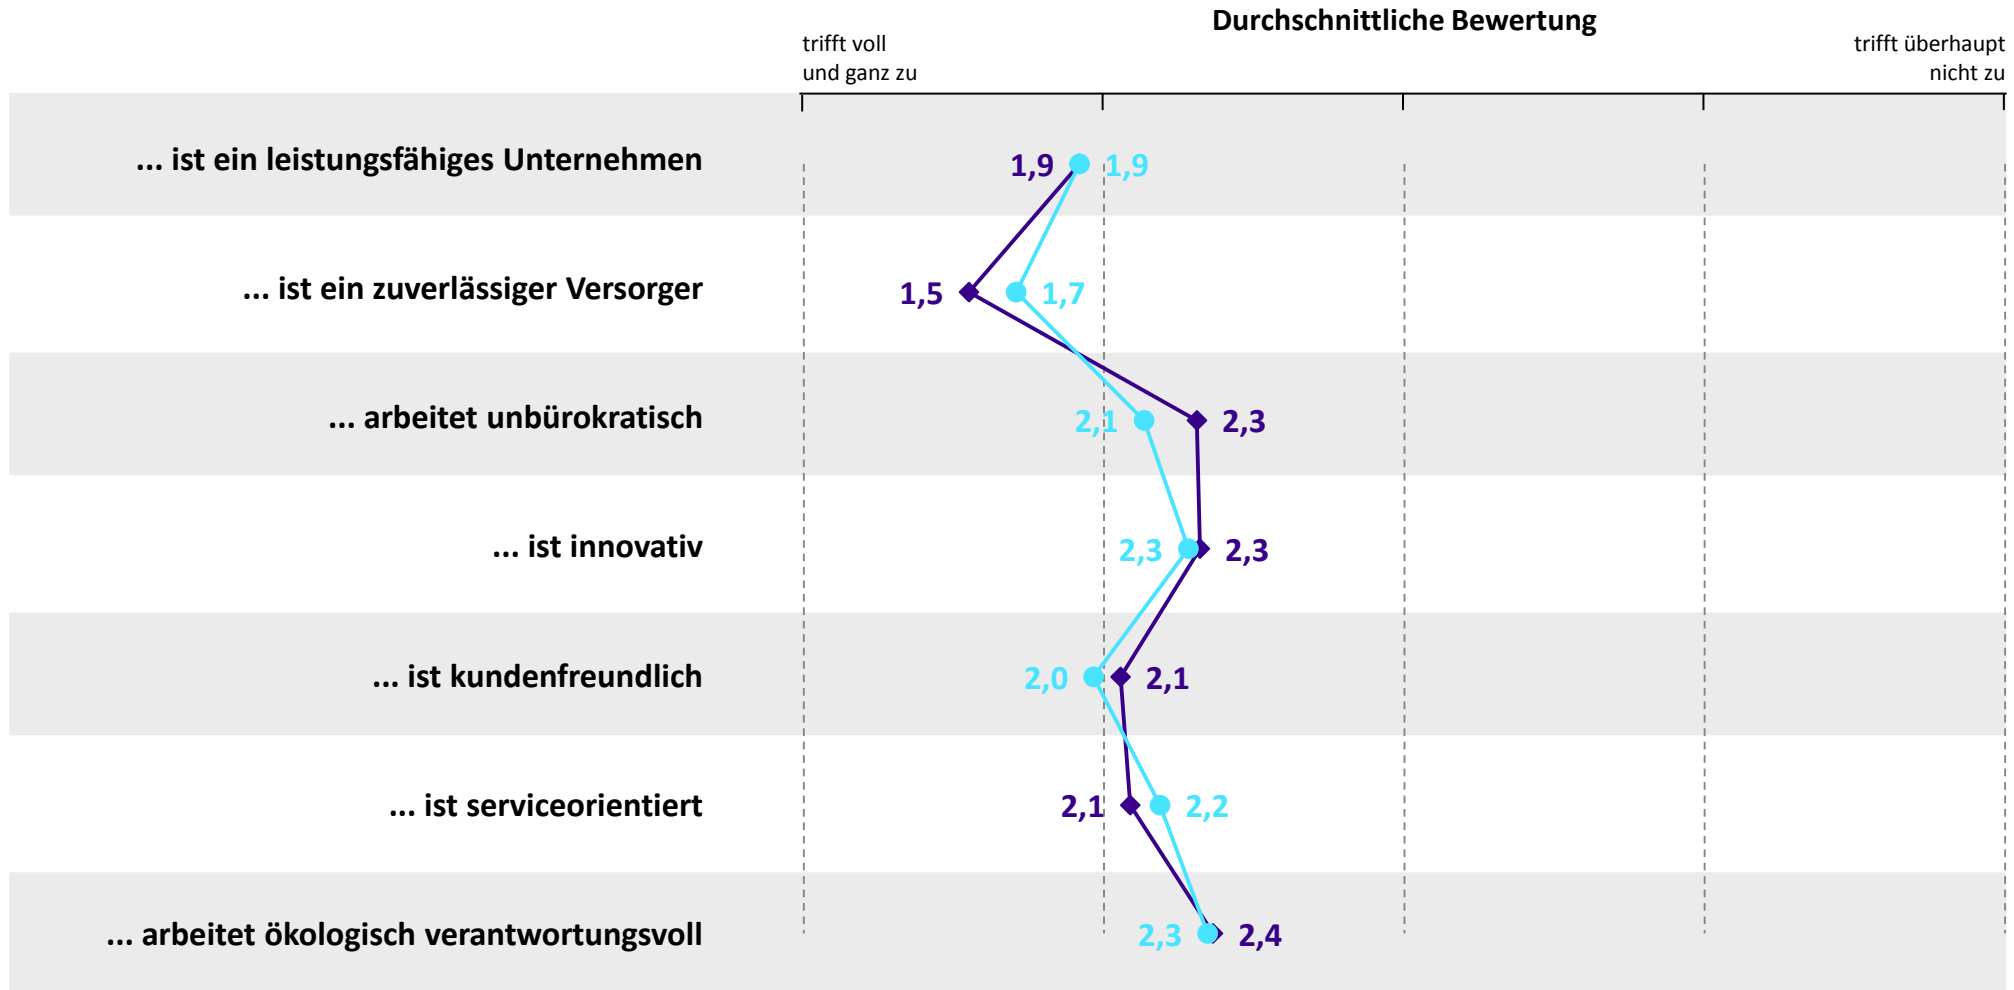 Durchschnittliche Bewertung
trifft voll
und ganz zu
trifft überhaupt
nicht zu
... ist ein leistungsfähiges Unternehmen
1,9 1,9
... ist ein zuverlässiger Versorger
1,5 1,7
... arbeitet unbürokratisch
2,1 2,3
... ist innovativ
2,3 2,3
... ist kundenfreundlich
2,0 2,1
... ist serviceorientiert
2,1 2,2
... arbeitet ökologisch verantwortungsvoll
2,3 2,4